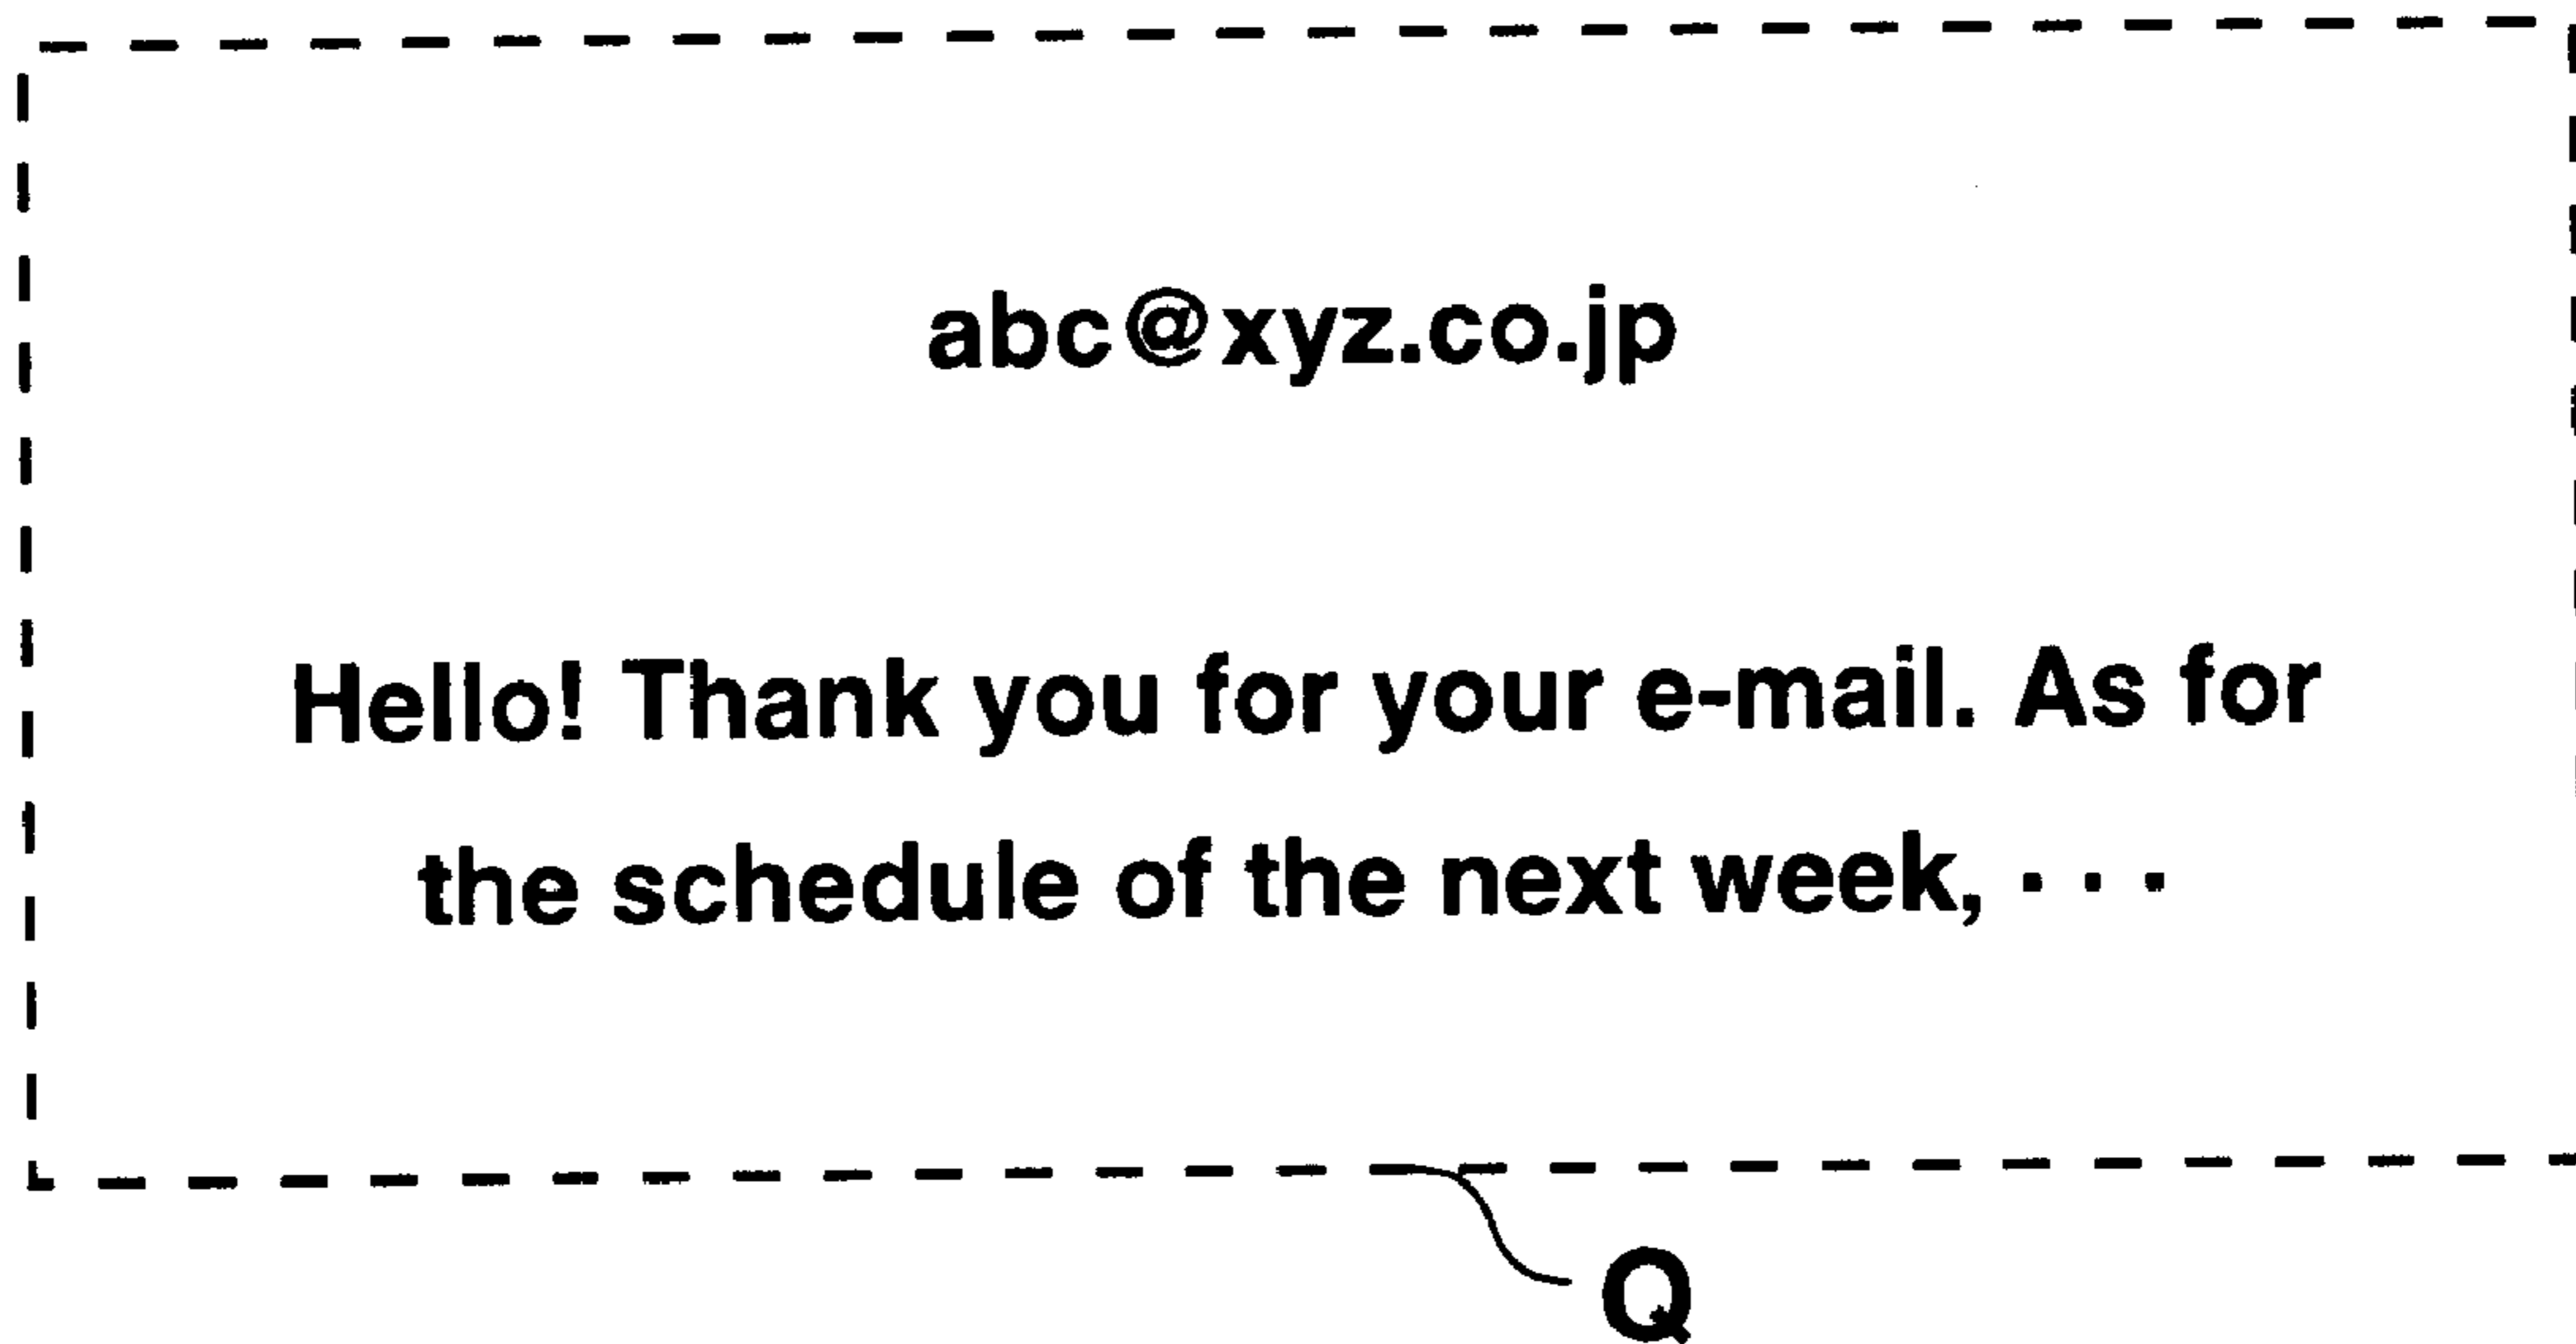 abc@xyz.co.jp
Hello! Thank you for your e-mail. As for
the schedule of the next week, · · ·
Q